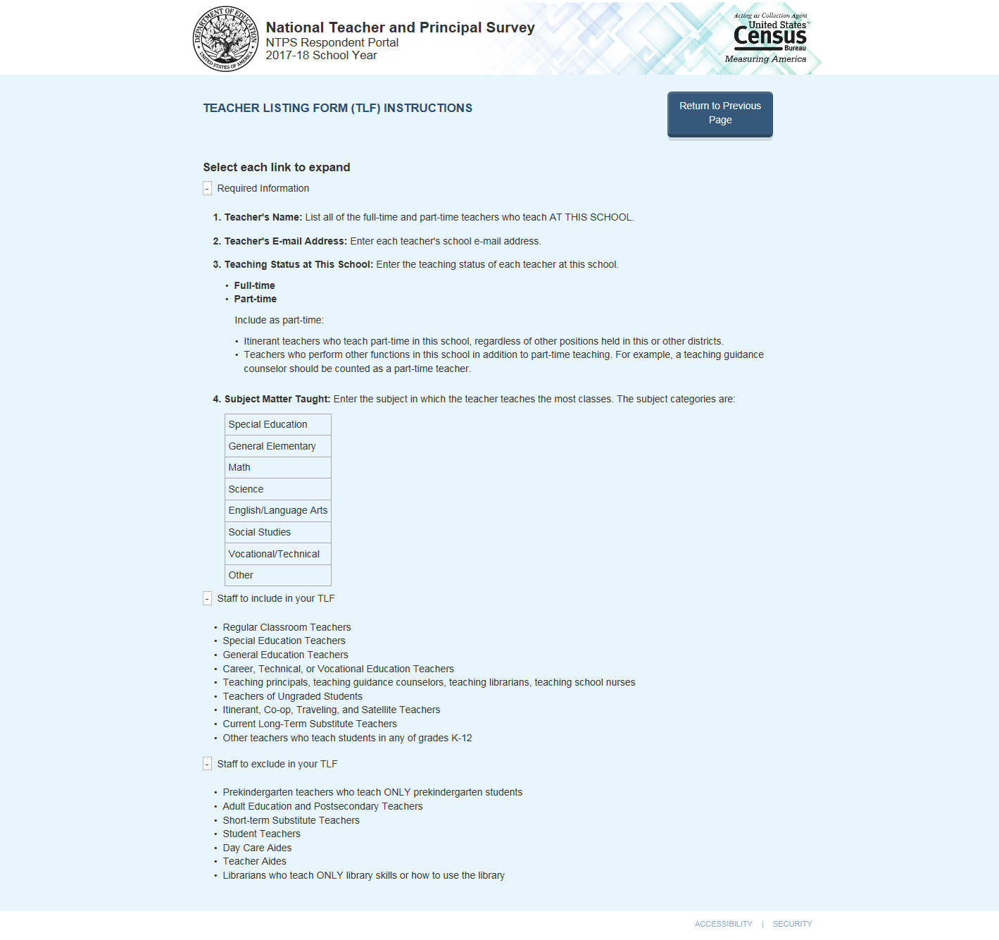 DEPARTMENT OF EDUCATION
UNITED STATES OF AMERICA
National Teacher and Principal Survey
NTPS Respondent Portal
2017-18 School Year
Acting as Collection Agent
United States™
Census
Bureau
Measuring America
TEACHER LISTING FORM (TLF) INSTRUCTIONS
Return to Previous
Page
Select each link to expand
- Required Information
1. Teacher's Name: List all of the full-time and part-time teachers who teach AT THIS SCHOOL.
2. Teacher's E-mail Address: Enter each teacher's school e-mail address.
3. Teaching Status at This School: Enter the teaching status of each teacher at this school.
• Full-time
• Part-time
Include as part-time:
• Itinerant teachers who teach part-time in this school, regardless of other positions held in this or other districts.
• Teachers who perform other functions in this school in addition to part-time teaching. For example, a teaching guidance
counselor should be counted as a part-time teacher.
4. Subject Matter Taught: Enter the subject in which the teacher teaches the most classes. The subject categories are:
Special Education
General Elementary
Math
Science
English/Language Arts
Social Studies
Vocational/Technical
Other
- Staff to include in your TLF
• Regular Classroom Teachers
• Special Education Teachers
• General Education Teachers
• Career, Technical, or Vocational Education Teachers
• Teaching principals, teaching guidance counselors, teaching librarians, teaching school nurses
• Teachers of Ungraded Students
• Itinerant, Co-op, Traveling, and Satellite Teachers
• Current Long-Term Substitute Teachers
• Other teachers who teach students in any of grades K-12
- Staff to exclude in your TLF
• Prekindergarten teachers who teach ONLY prekindergarten students
• Adult Education and Postsecondary Teachers
• Short-term Substitute Teachers
• Student Teachers
• Day Care Aides
• Teacher Aides
• Librarians who teach ONLY library skills or how to use the library
ACCESSIBILITY | SECURITY